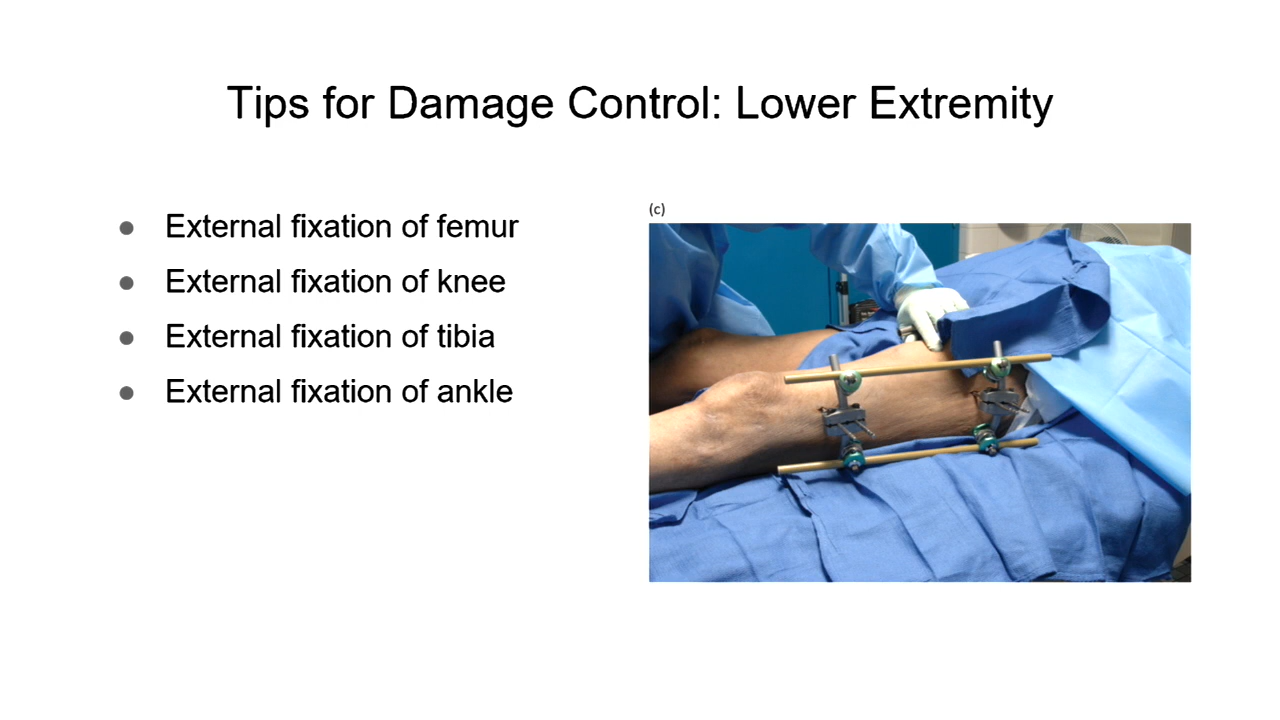 Tips for Damage Control: Lower Extremity
● External fixation of femur
● External fixation of knee
● External fixation of tibia
● External fixation of ankle
(c)